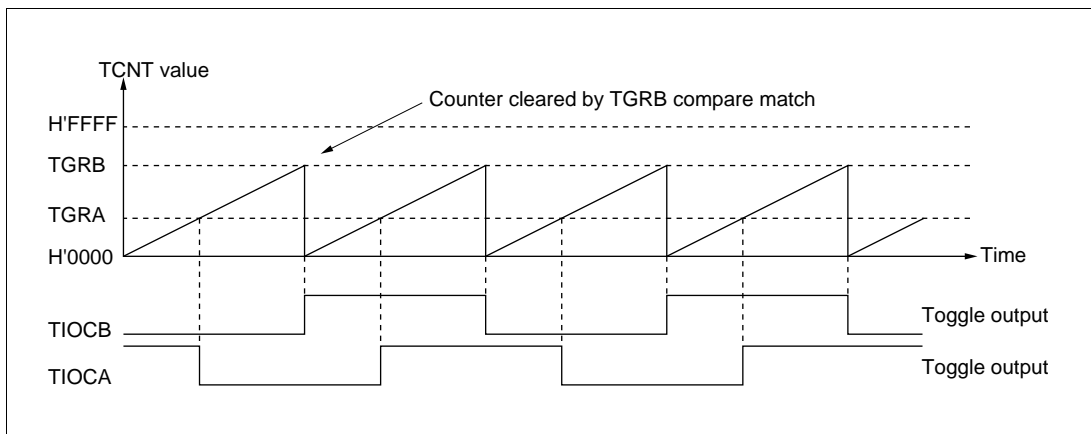 TCNT value
Counter cleared by TGRB compare match
H'FFFF
TGRB
TGRA
H'0000
Time
TIOCB
Toggle output
TIOCA
Toggle output